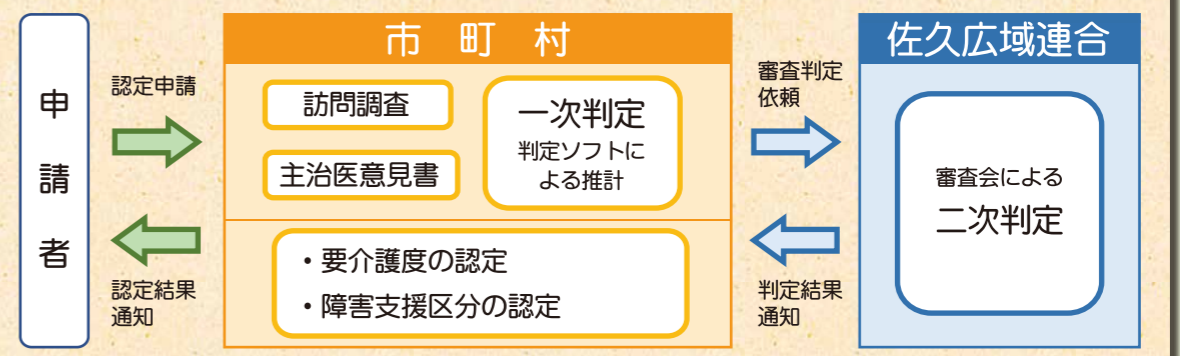 申請者
認定申請
認定結果
通知
市町村
訪問調査
主治医意見書
一次判定
判定ソフトに
よる推計
・要介護度の認定
・障害支援区分の認定
審査判定
依頼
判定結果
通知
佐久広域連合
審査会による
二次判定